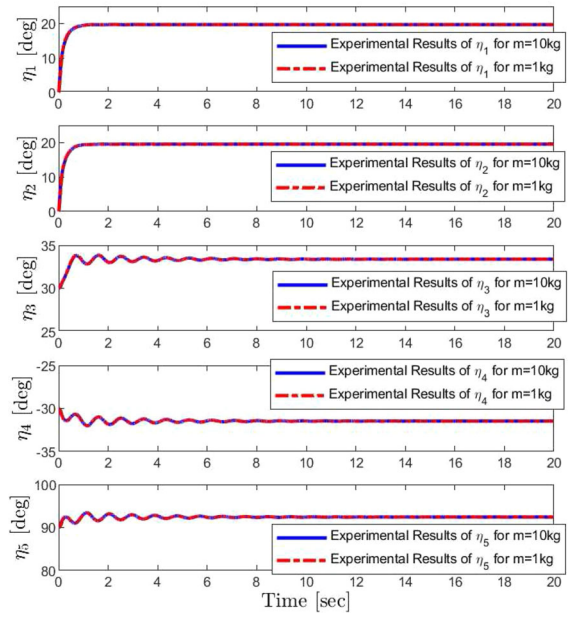 25
20
10
0
η1 [deg]
Experimental Results of η1 for m=10kg
Experimental Results of η1 for m=1kg
0 2 4 6 8 10 12 14 16 18 20
20
10
0
η2 [deg]
Experimental Results of η2 for m=10kg
Experimental Results of η2 for m=1kg
0 2 4 6 8 10 12 14 16 18 20
35
30
25
η3 [deg]
Experimental Results of η3 for m=10kg
Experimental Results of η3 for m=1kg
0 2 4 6 8 10 12 14 16 18 20
-25
-30
-35
η4 [deg]
Experimental Results of η4 for m=10kg
Experimental Results of η4 for m=1kg
0 2 4 6 8 10 12 14 16 18 20
100
90
80
η5 [deg]
Experimental Results of η5 for m=10kg
Experimental Results of η5 for m=1kg
0 2 4 6 8 10 12 14 16 18 20
Time [sec]